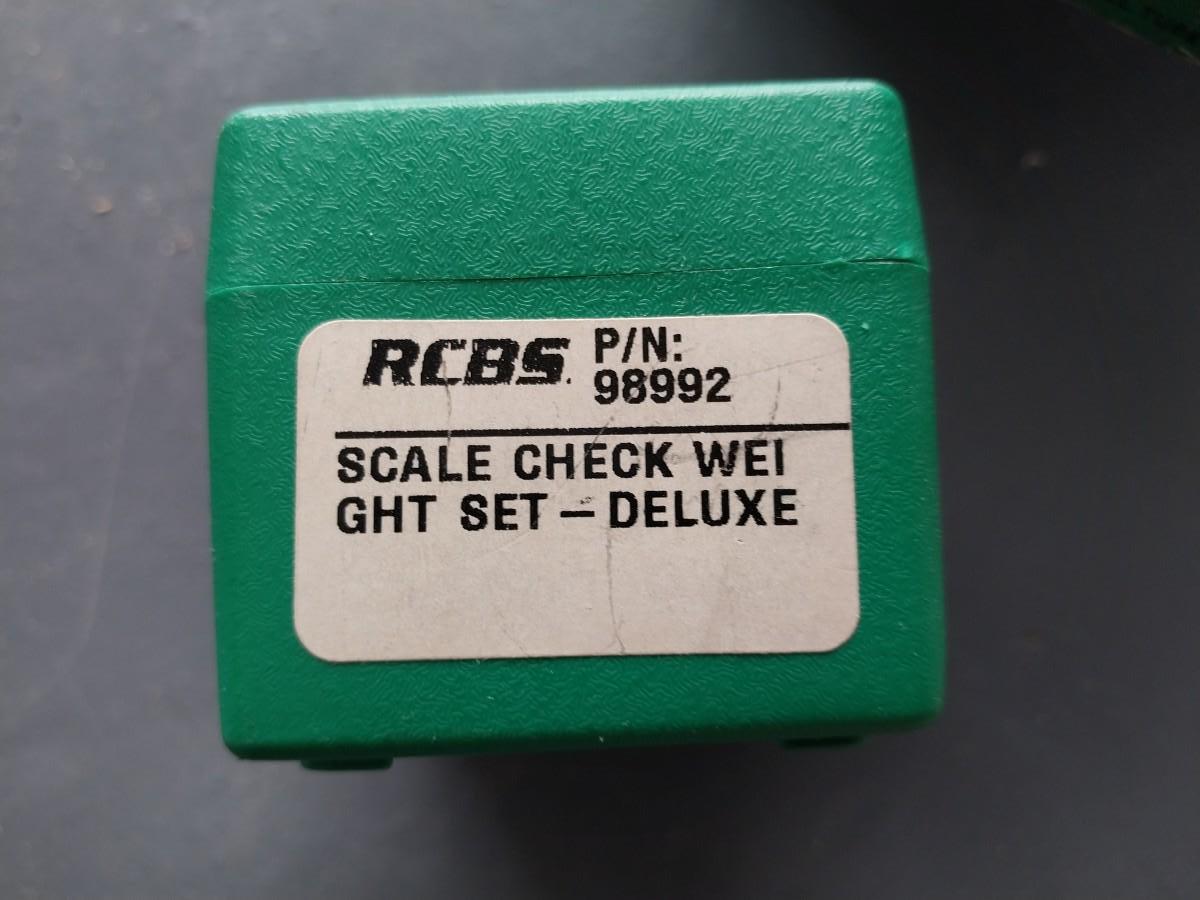 RCBS. P/N:
98992
SCALE CHECK WEI
GHT SET – DELUXE